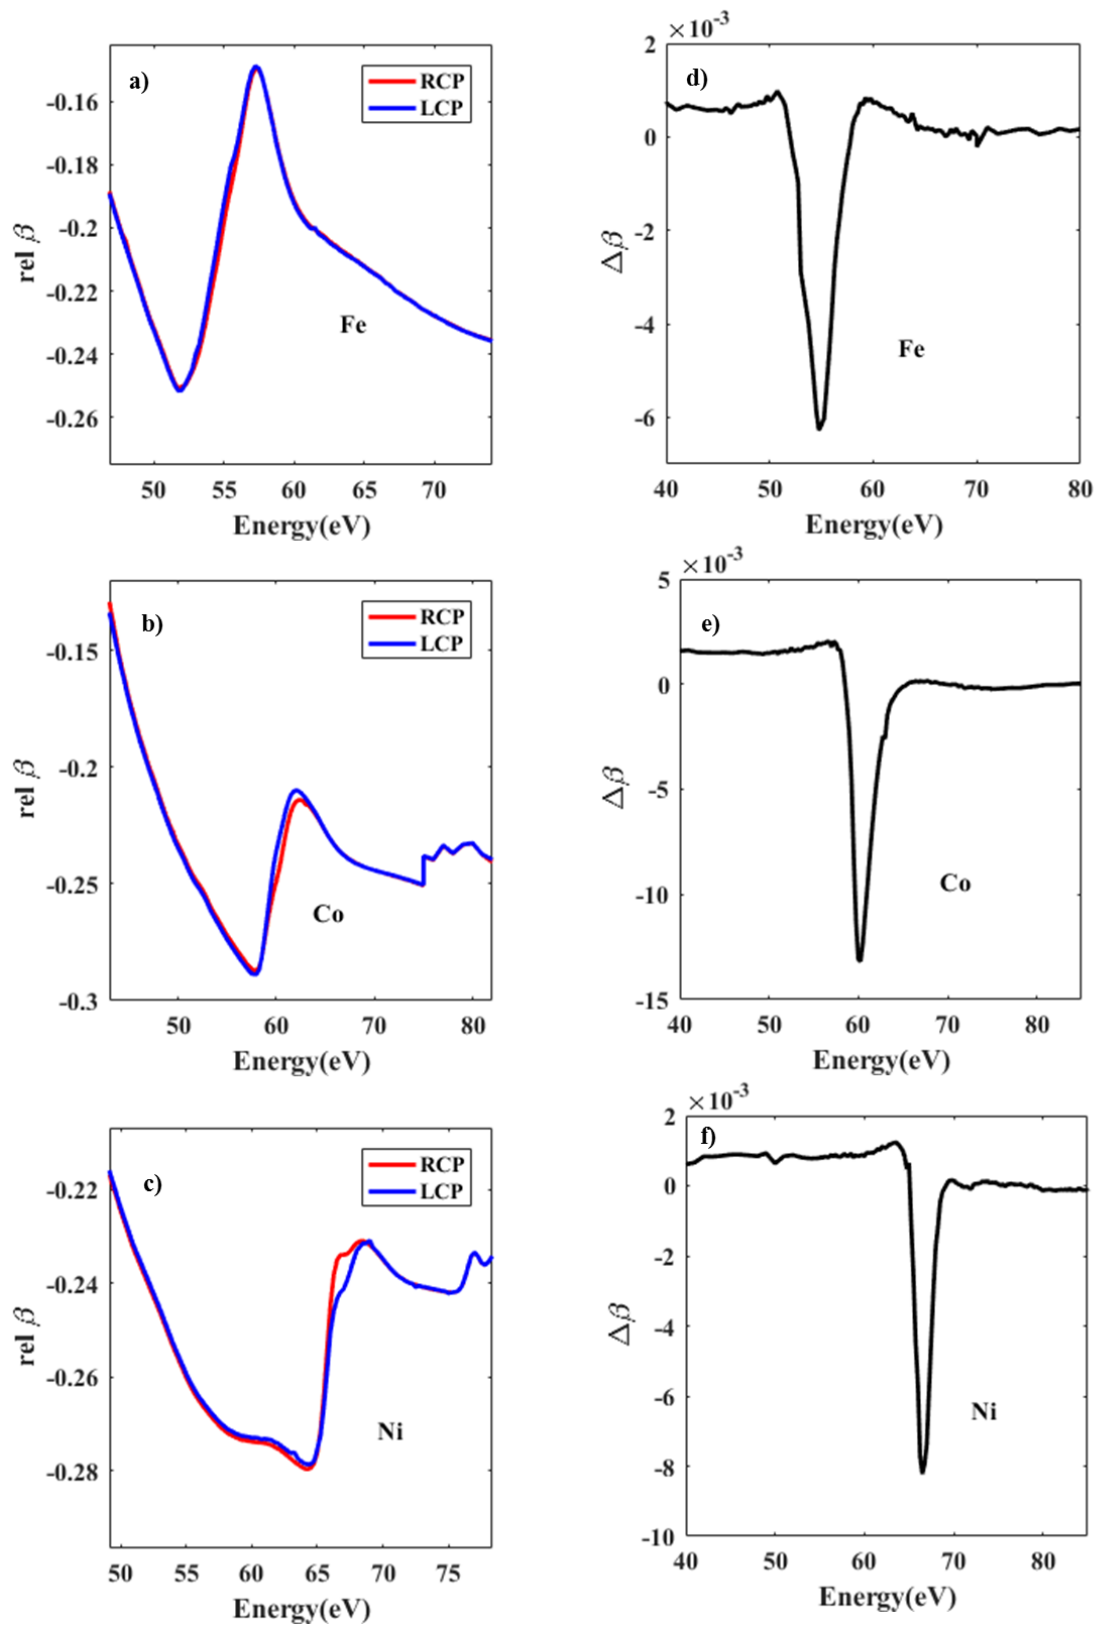 a)
RCP
LCP
-0.16
-0.18
-0.2
-0.22
-0.24
-0.26
rel β
Fe
50 55 60 65 70
Energy(eV)
×10-3
d)
2
0
-2
-4
-6
Δβ
Fe
40 50 60 70 80
Energy(eV)
b)
RCP
LCP
-0.15
-0.2
-0.25
-0.3
rel β
Co
50 60 70 80
Energy(eV)
×10-3
e)
5
0
-5
-10
-15
Δβ
Co
40 50 60 70 80
Energy(eV)
c)
RCP
LCP
-0.22
-0.24
-0.26
-0.28
rel β
Ni
50 55 60 65 70 75
Energy(eV)
×10-3
f)
2
0
-2
-4
-6
-8
-10
Δβ
Ni
40 50 60 70 80
Energy(eV)